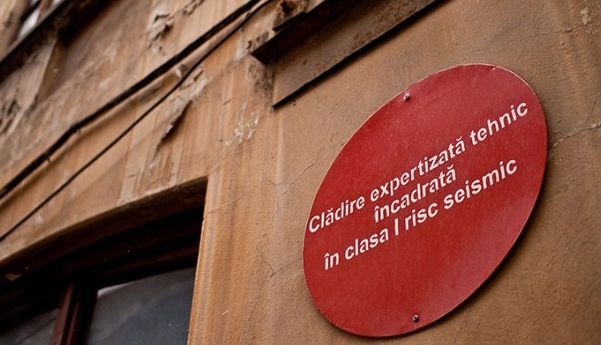 Clădire expertizată tehnic
încadrată
în clasa I risc seismic